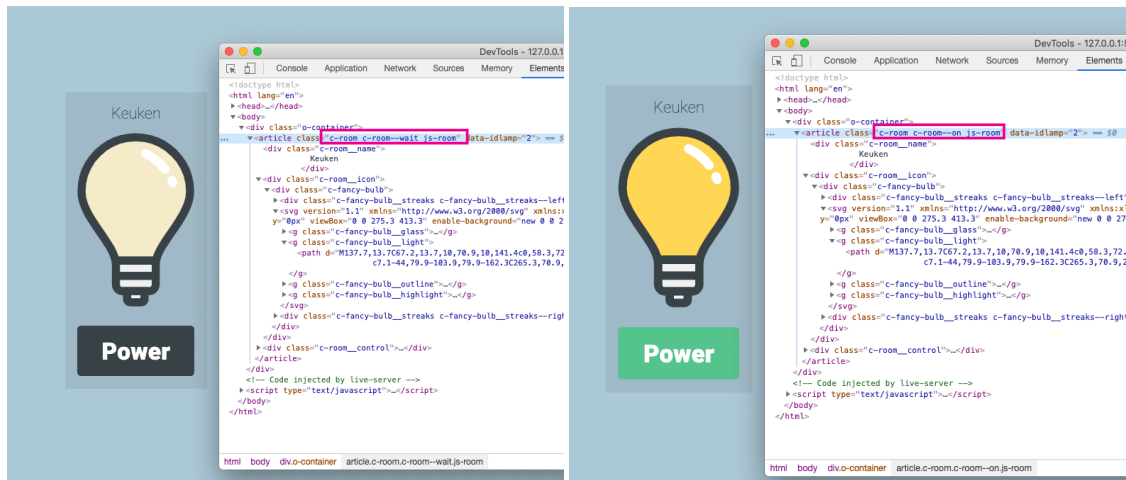 Keuken
Power
DevTools - 127.0.0.1
Console Application Network Sources Memory Elements
<!doctype html>
<html lang="en">
▶<head>…</head>
▼<body>
▼<div class="o-container">
… ▼<article class="c-room c-room--wait js-room" data-idlamp="2"> == $
<div class="c-room__name">
Keuken
</div>
▼<div class="c-room__icon">
▼<div class="c-fancy-bulb">
▶<div class="c-fancy-bulb__streaks c-fancy-bulb__streaks--left
▼<svg version="1.1" xmlns="http://www.w3.org/2000/svg" xmlns:
y="0px" viewBox="0 0 275.3 413.3" enable-background="new 0 0 2
▶<g class="c-fancy-bulb__glass">…</g>
▼<g class="c-fancy-bulb__light">
<path d="M137.7,13.7C67.2,13.7,10,70.9,10,141.4c0,58.3,72
c7.1-44,79.9-103.9,79.9-162.3C265.3,70.9,
</g>
▶<g class="c-fancy-bulb__outline">…</g>
▶<g class="c-fancy-bulb__highlight">…</g>
</svg>
▶<div class="c-fancy-bulb__streaks c-fancy-bulb__streaks--righ
</div>
</div>
▶<div class="c-room__control">…</div>
</article>
</div>
<!-- Code injected by live-server -->
▶<script type="text/javascript">…</script>
</body>
</html>
html body div.o-container article.c-room.c-room--wait.js-room
Keuken
Power
DevTools - 127.0.0.1:5
Console Application Network Sources Memory Elements
<!doctype html>
<html lang="en">
▶<head>…</head>
▼<body>
▼<div class="o-container">
… ▼<article class="c-room c-room--on js-room" data-idlamp="2"> == $0
<div class="c-room__name">
Keuken
</div>
▼<div class="c-room__icon">
▼<div class="c-fancy-bulb">
▶<div class="c-fancy-bulb__streaks c-fancy-bulb__streaks--left"
▼<svg version="1.1" xmlns="http://www.w3.org/2000/svg" xmlns:xl
y="0px" viewBox="0 0 275.3 413.3" enable-background="new 0 0 27
▶<g class="c-fancy-bulb__glass">…</g>
▼<g class="c-fancy-bulb__light">
<path d="M137.7,13.7C67.2,13.7,10,70.9,10,141.4c0,58.3,72.
c7.1-44,79.9-103.9,79.9-162.3C265.3,70.9,2
</g>
▶<g class="c-fancy-bulb__outline">…</g>
▶<g class="c-fancy-bulb__highlight">…</g>
</svg>
▶<div class="c-fancy-bulb__streaks c-fancy-bulb__streaks--right
</div>
</div>
▶<div class="c-room__control">…</div>
</article>
</div>
<!-- Code injected by live-server -->
▶<script type="text/javascript">…</script>
</body>
</html>
html body div.o-container article.c-room.c-room--on.js-room